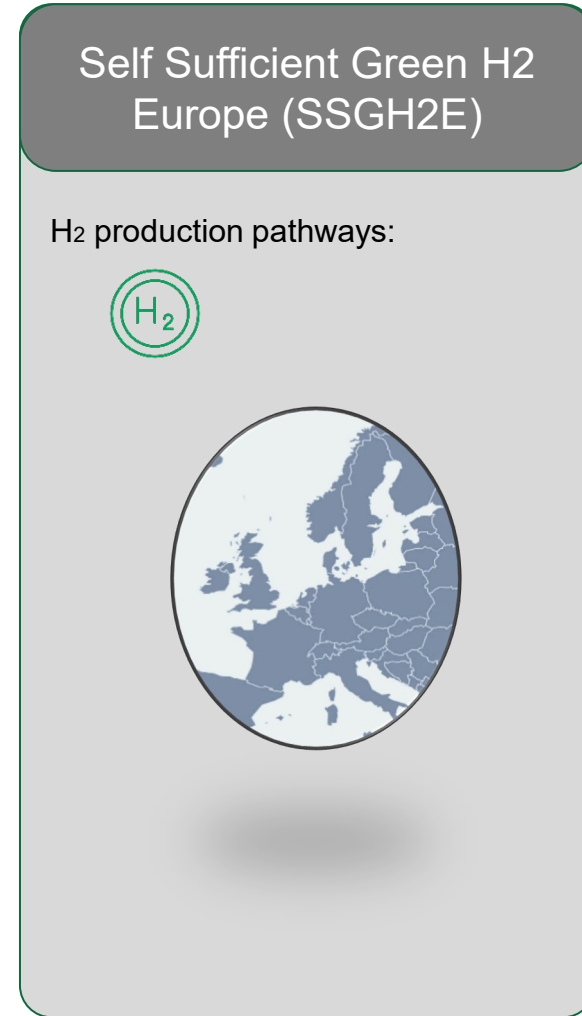 Self Sufficient Green H2
Europe (SSGH2E)
H2 production pathways:
H2